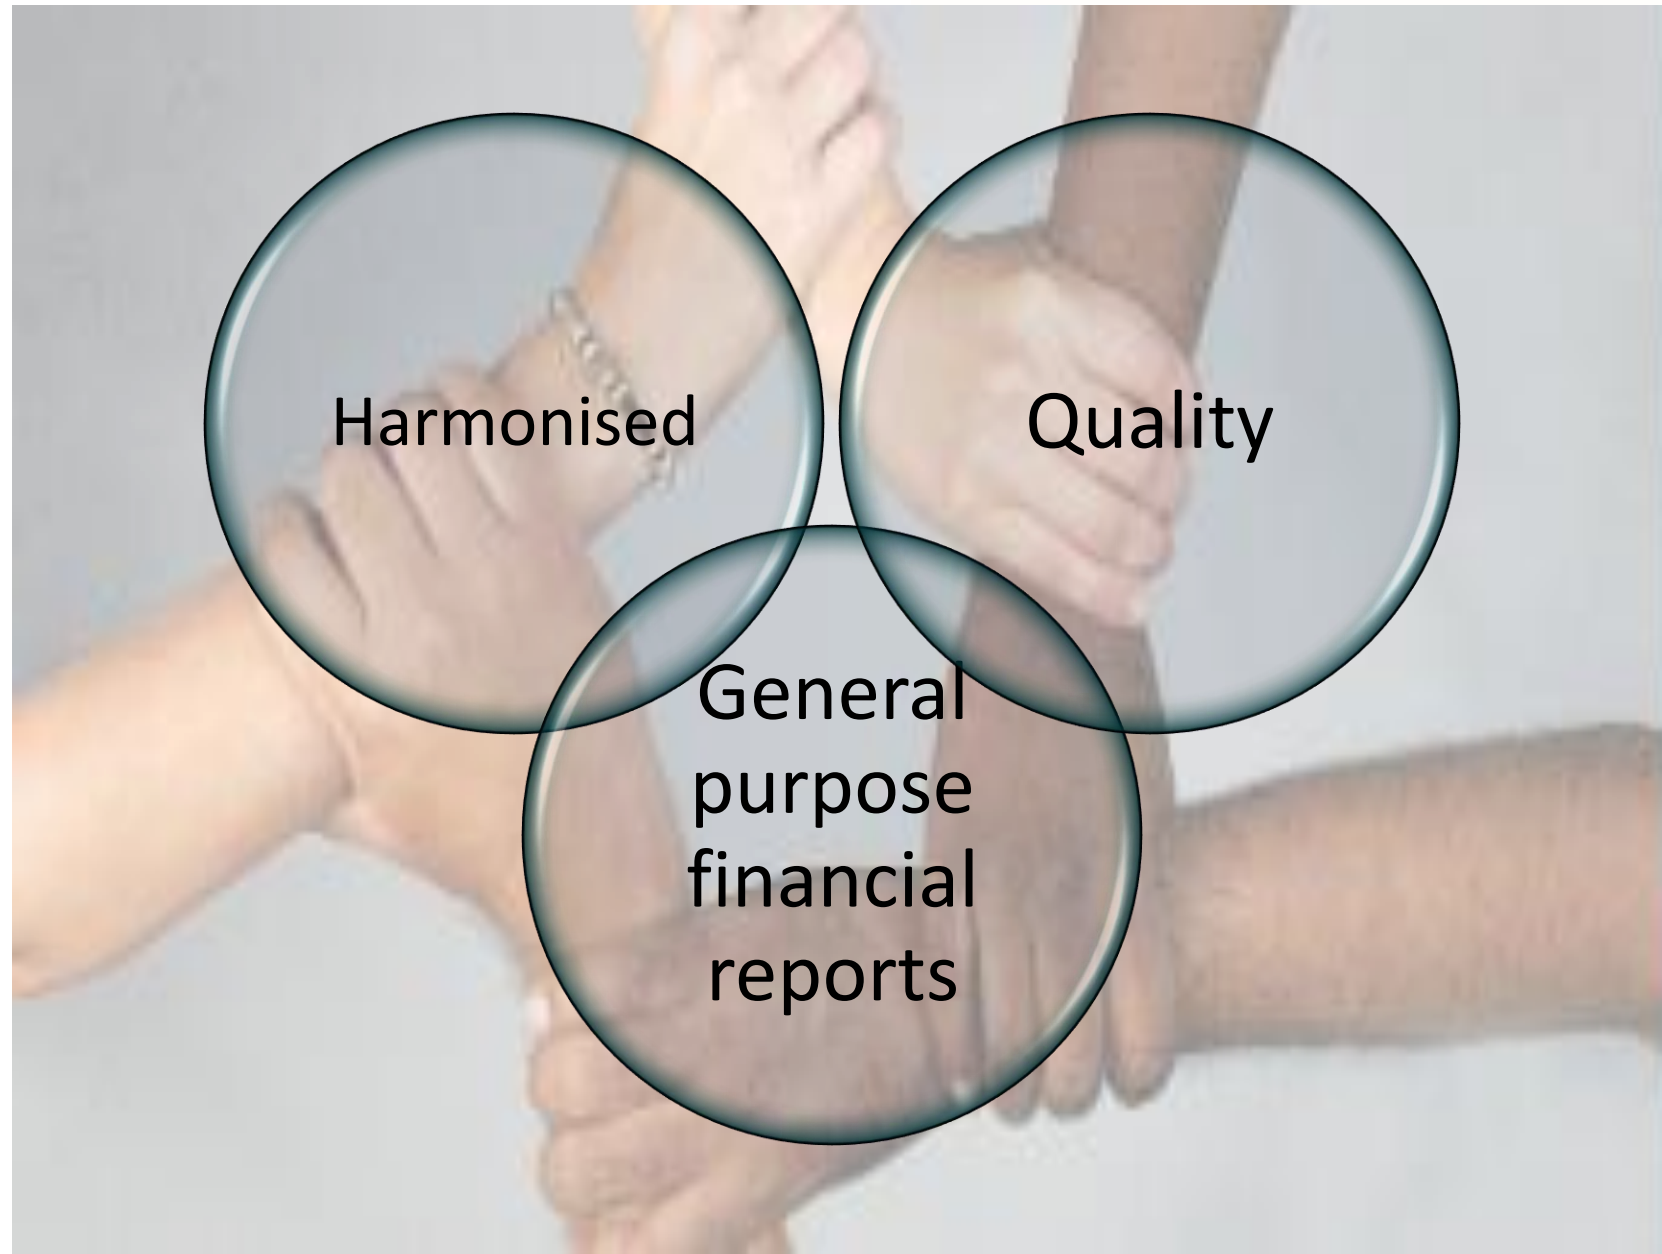 Harmonised
Quality
General
purpose
financial
reports